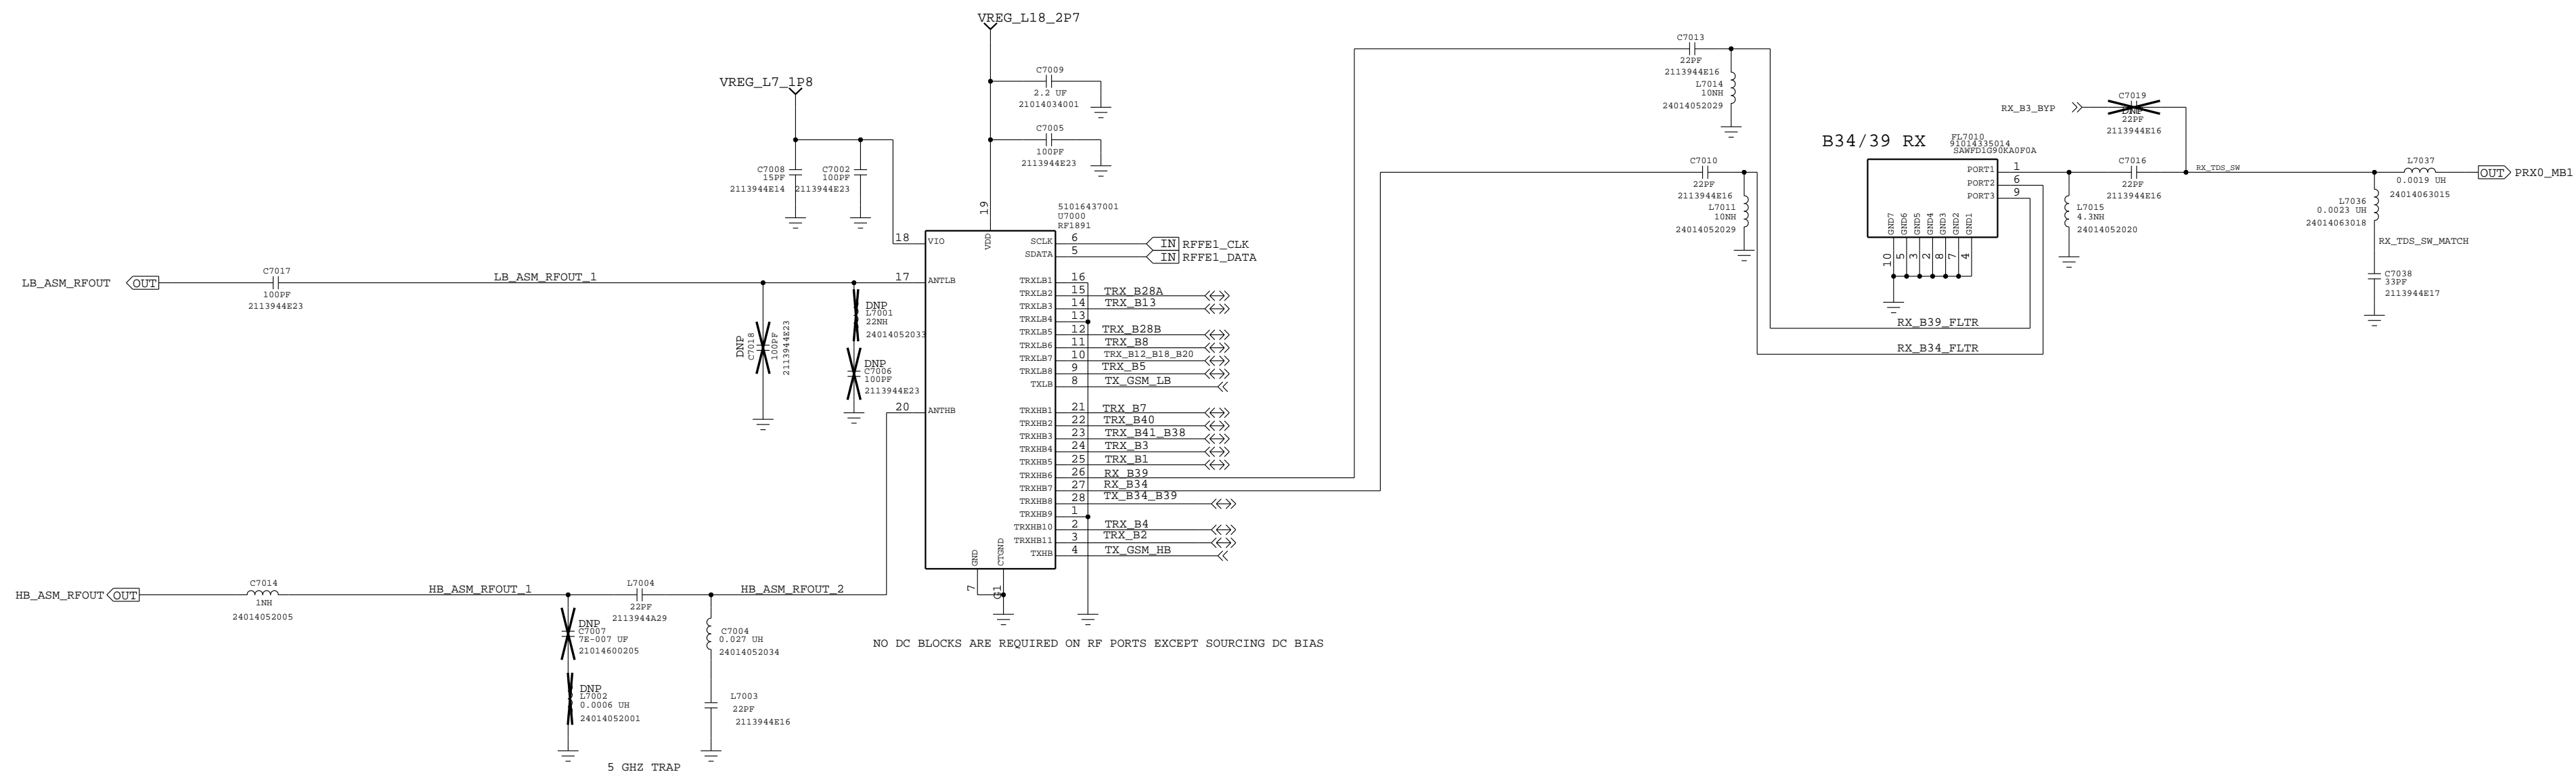 VREG_L18_2P7
VREG_L7_1P8
C7009
2.2 UF
21014034001
C7005
100PF
2113944E23
C7008
15PF
2113944E14
C7002
100PF
2113944E23
C7013
22PF
2113944E16
L7014
10NH
24014052029
C7010
22PF
2113944E16
L7011
10NH
24014052029
B34/39 RX
FL7010
91014335014
SAWFD1G90KA0F0A
PORT1
PORT2
PORT3
1
6
9
GND7
GND6
GND5
GND4
GND3
GND2
GND1
10
5
3
2
8
7
4
RX_B3_BYP
C7019
22PF
2113944E16
C7016
22PF
2113944E16
RX_TDS_SW
L7015
4.3NH
24014052020
L7037
0.0019 UH
24014063015
OUT
PRX0_MB1
L7036
0.0023 UH
24014063018
RX_TDS_SW_MATCH
C7038
33PF
2113944E17
RX_B39_FLTR
RX_B34_FLTR
51016437001
U7000
RF1891
19
VDD
18
VIO
17
ANTLB
20
ANTHB
SCLK
6
IN
RFFE1_CLK
SDATA
5
IN
RFFE1_DATA
TRXLB1
16
TRXLB2
15
TRX_B28A
TRXLB3
14
TRX_B13
TRXLB4
13
TRXLB5
12
TRX_B28B
TRXLB6
11
TRX_B8
TRXLB7
10
TRX_B12_B18_B20
TRXLB8
9
TRX_B5
TXLB
8
TX_GSM_LB
TRXHB1
21
TRX_B7
TRXHB2
22
TRX_B40
TRXHB3
23
TRX_B41_B38
TRXHB4
24
TRX_B3
TRXHB5
25
TRX_B1
TRXHB6
26
RX_B39
TRXHB7
27
RX_B34
TRXHB8
28
TX_B34_B39
TRXHB9
1
TRXHB10
2
TRX_B4
TRXHB11
3
TRX_B2
TXHB
4
TX_GSM_HB
GND
CTGND
7
G1
LB_ASM_RFOUT
OUT
C7017
100PF
2113944E23
LB_ASM_RFOUT_1
DNP
C7018
100PF
2113944E23
DNP
L7001
22NH
24014052033
DNP
C7006
100PF
2113944E23
HB_ASM_RFOUT
OUT
C7014
1NH
24014052005
HB_ASM_RFOUT_1
L7004
22PF
2113944A29
HB_ASM_RFOUT_2
DNP
C7007
7E-007 UF
21014600205
C7004
0.027 UH
24014052034
DNP
L7002
0.0006 UH
24014052001
L7003
22PF
2113944E16
5 GHZ TRAP
NO DC BLOCKS ARE REQUIRED ON RF PORTS EXCEPT SOURCING DC BIAS